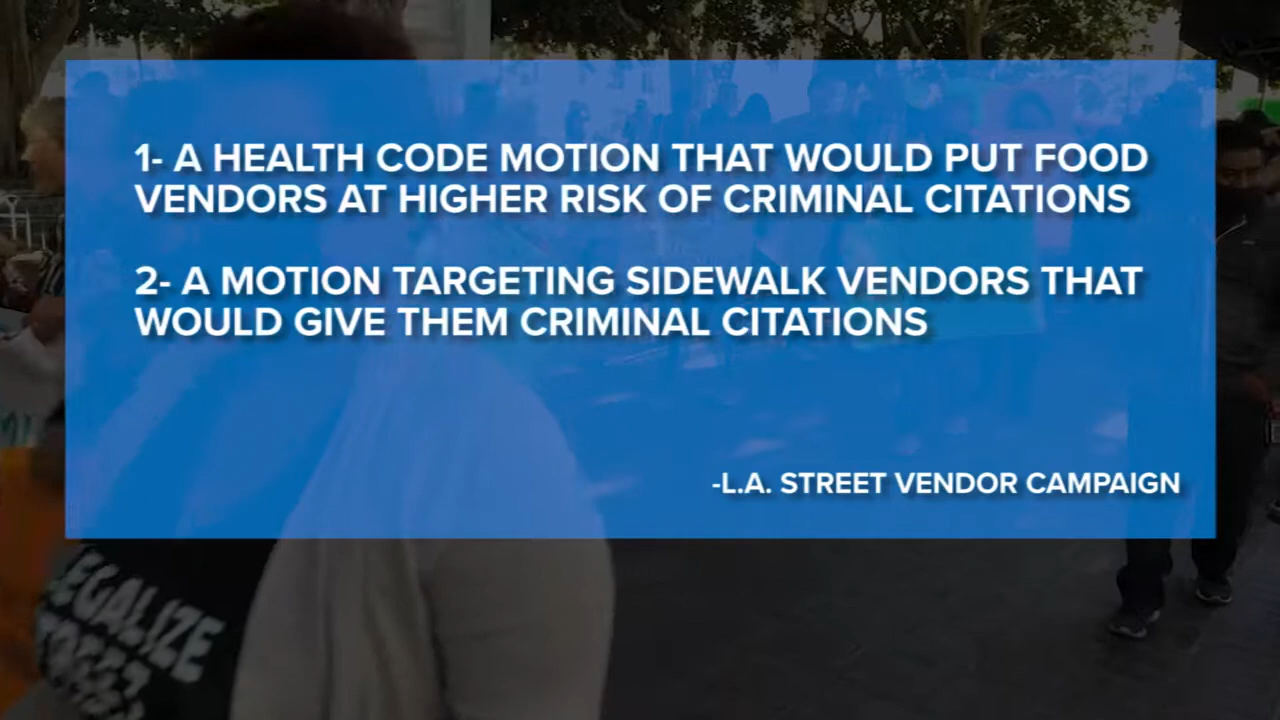 1- A HEALTH CODE MOTION THAT WOULD PUT FOOD
VENDORS AT HIGHER RISK OF CRIMINAL CITATIONS
2- A MOTION TARGETING SIDEWALK VENDORS THAT
WOULD GIVE THEM CRIMINAL CITATIONS
-L.A. STREET VENDOR CAMPAIGN
EGALIZE